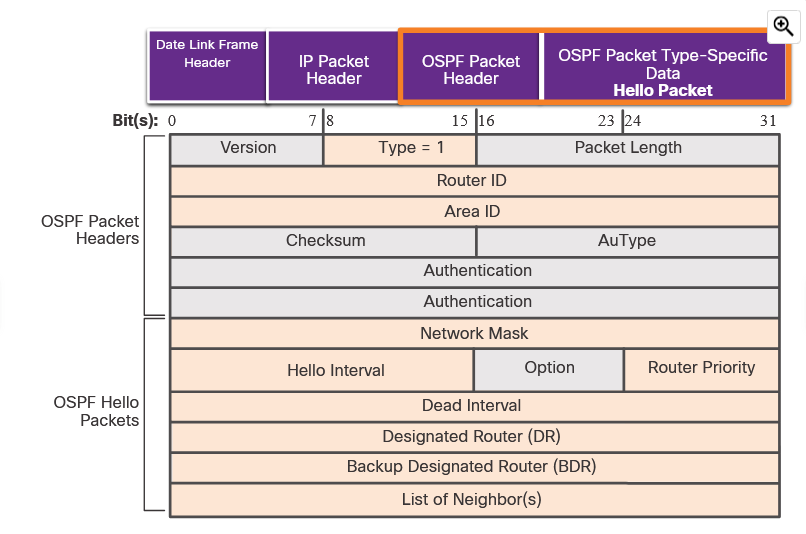 Date Link Frame
Header
IP Packet
Header
OSPF Packet
Header
OSPF Packet Type-Specific
Data
Hello Packet
Bit(s): 0 7 8 15 16 23 24 31
Version Type = 1 Packet Length
Router ID
Area ID
OSPF Packet
Headers
Checksum AuType
Authentication
Authentication
Network Mask
Hello Interval Option Router Priority
OSPF Hello
Packets
Dead Interval
Designated Router (DR)
Backup Designated Router (BDR)
List of Neighbor(s)